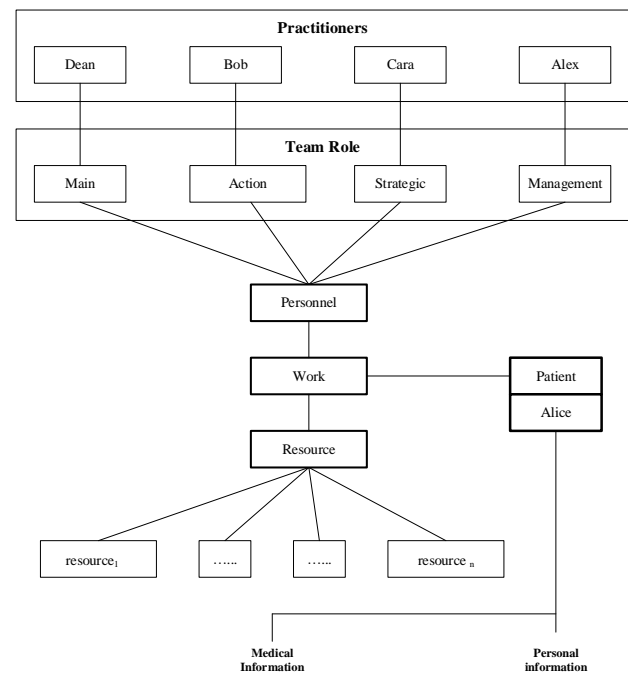 Practitioners
Dean Bob Cara Alex
Team Role
Main Action Strategic Management
Personnel
Work Patient
Alice
Resource
resource1 ...... ...... resource n
Medical Personal
Information information